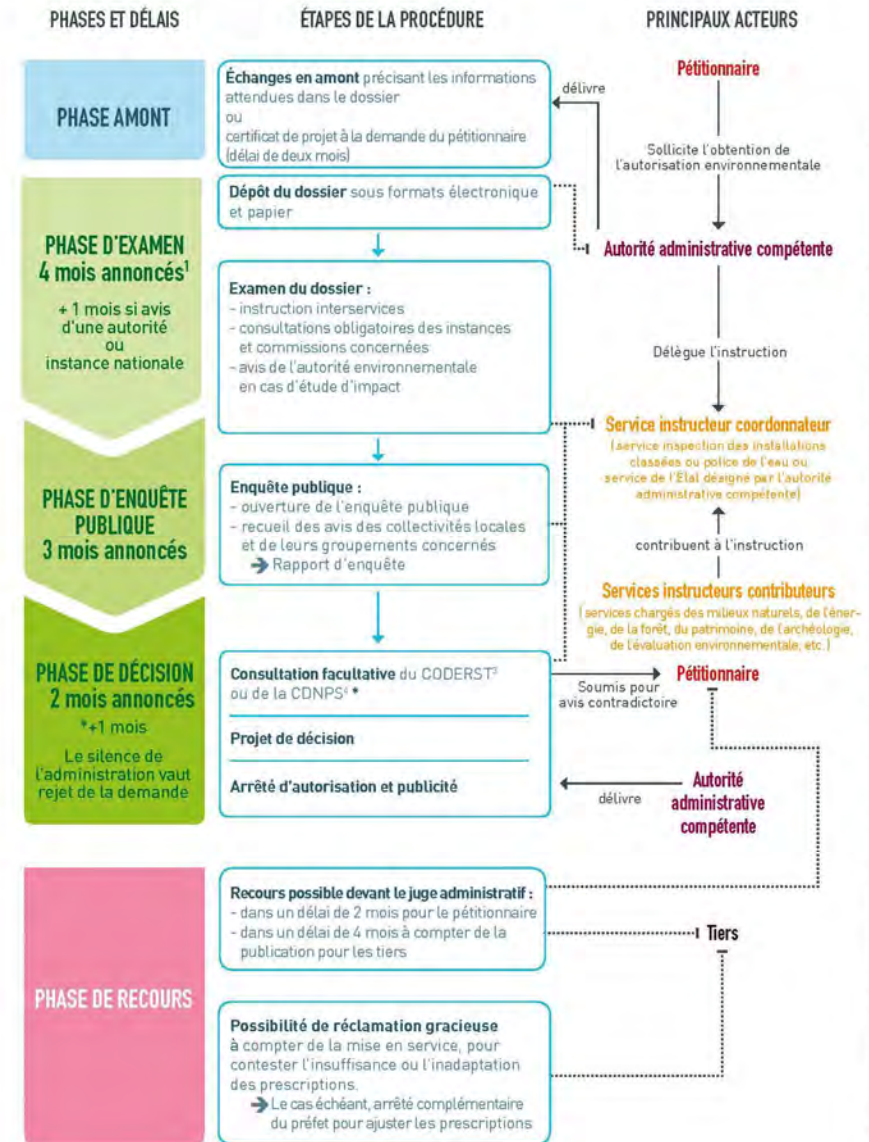 PHASES ET DÉLAIS
ÉTAPES DE LA PROCÉDURE
PRINCIPAUX ACTEURS
PHASE AMONT
Échanges en amont précisant les informations
attendues dans le dossier
ou
certificat de projet à la demande du pétitionnaire
(délai de deux mois)
délivre
Pétitionnaire
Sollicite l'obtention de
l'autorisation environnementale
Autorité administrative compétente
PHASE D'EXAMEN
4 mois annoncés¹
+ 1 mois si avis
d'une autorité
ou
instance nationale
Dépôt du dossier sous formats électronique
et papier
Examen du dossier :
- instruction interservices
- consultations obligatoires des instances
et commissions concernées
- avis de l'autorité environnementale
en cas d'étude d'impact
Délègue l'instruction
Service instructeur coordonnateur
(service inspection des installations
classées ou police de l'eau ou
service de l'État désigné par l'autorité
administrative compétente)
PHASE D'ENQUÊTE
PUBLIQUE
3 mois annoncés
Enquête publique :
- ouverture de l'enquête publique
- recueil des avis des collectivités locales
et de leurs groupements concernés
➔ Rapport d'enquête
contribuent à l'instruction
Services instructeurs contributeurs
(services chargés des milieux naturels, de l'éner-
gie, de la forêt, du patrimoine, de l'archéologie,
de l'évaluation environnementale, etc.)
PHASE DE DÉCISION
2 mois annoncés
*+1 mois
Le silence de
l'administration vaut
rejet de la demande
Consultation facultative du CODERST³
ou de la CDNPS⁴ *
Projet de décision
Arrêté d'autorisation et publicité
Soumis pour
avis contradictoire
Pétitionnaire
délivre
Autorité
administrative
compétente
PHASE DE RECOURS
Recours possible devant le juge administratif :
- dans un délai de 2 mois pour le pétitionnaire
- dans un délai de 4 mois à compter de la
publication pour les tiers
Tiers
Possibilité de réclamation gracieuse
à compter de la mise en service, pour
contester l'insuffisance ou l'inadaptation
des prescriptions.
➔ Le cas échéant, arrêté complémentaire
du préfet pour ajuster les prescriptions